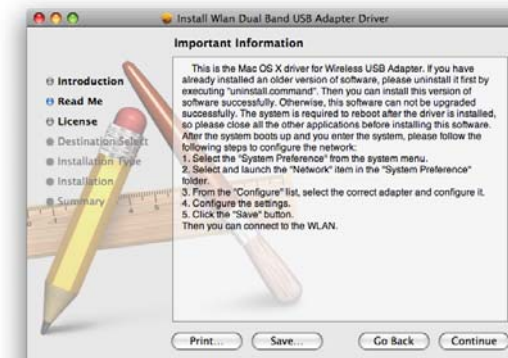 Install Wlan Dual Band USB Adapter Driver
Important Information
Introduction
Read Me
License
Destination Select
Installation Type
Installation
Summary
This is the Mac OS X driver for Wireless USB Adapter. If you have
already installed an older version of software, please uninstall it first by
executing "uninstall.command". Then you can install this version of
software successfully. Otherwise, this software can not be upgraded
successfully. The system is required to reboot after the driver is installed,
so please close all the other applications before installing this software.
After the system boots up and you enter the system, please follow the
following steps to configure the network:
1. Select the "System Preference" from the system menu.
2. Select and launch the "Network" item in the "System Preference"
folder.
3. From the "Configure" list, select the correct adapter and configure it.
4. Configure the settings.
5. Click the "Save" button.
Then you can connect to the WLAN.
Print...
Save...
Go Back
Continue